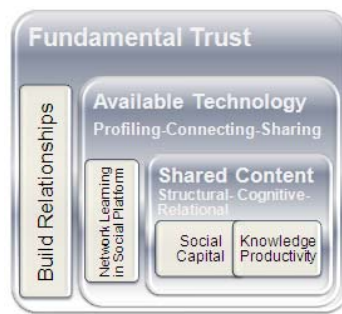 Fundamental Trust
Build Relationships
Available Technology
Profiling-Connecting-Sharing
Network Learning
in Social Platform
Shared Content
Structural- Cognitive-
Relational
Social
Capital
Knowledge
Productivity